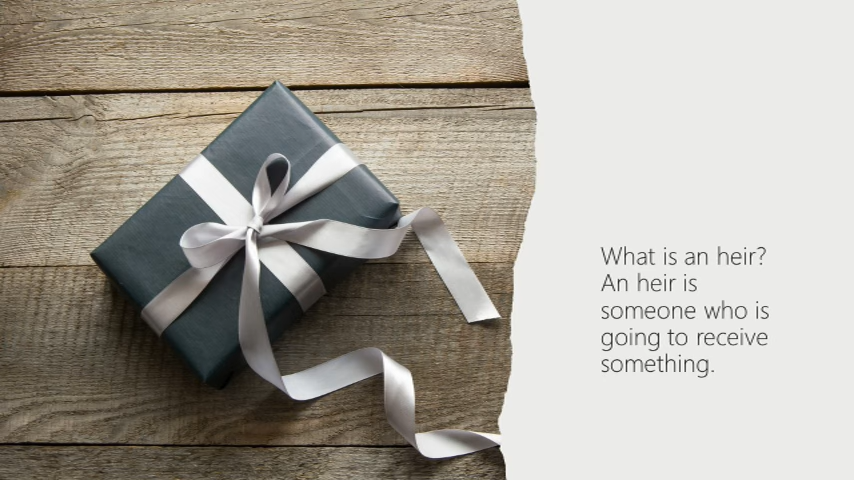 What is an heir?
An heir is
someone who is
going to receive
something.